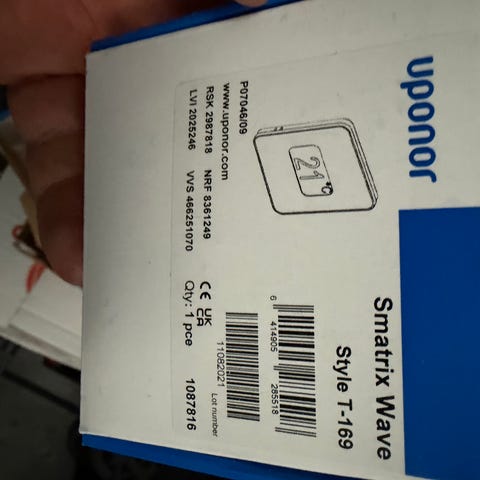 uponor
Smatrix Wave
Style T-169
21°C
P07046/09
www.uponor.com
RSK 2987818 NRF 8361249
LVI 2025246 VVS 466251070
6 414905 285518
CE UK CA
11082021 Lot number
Qty: 1 pce 1087816